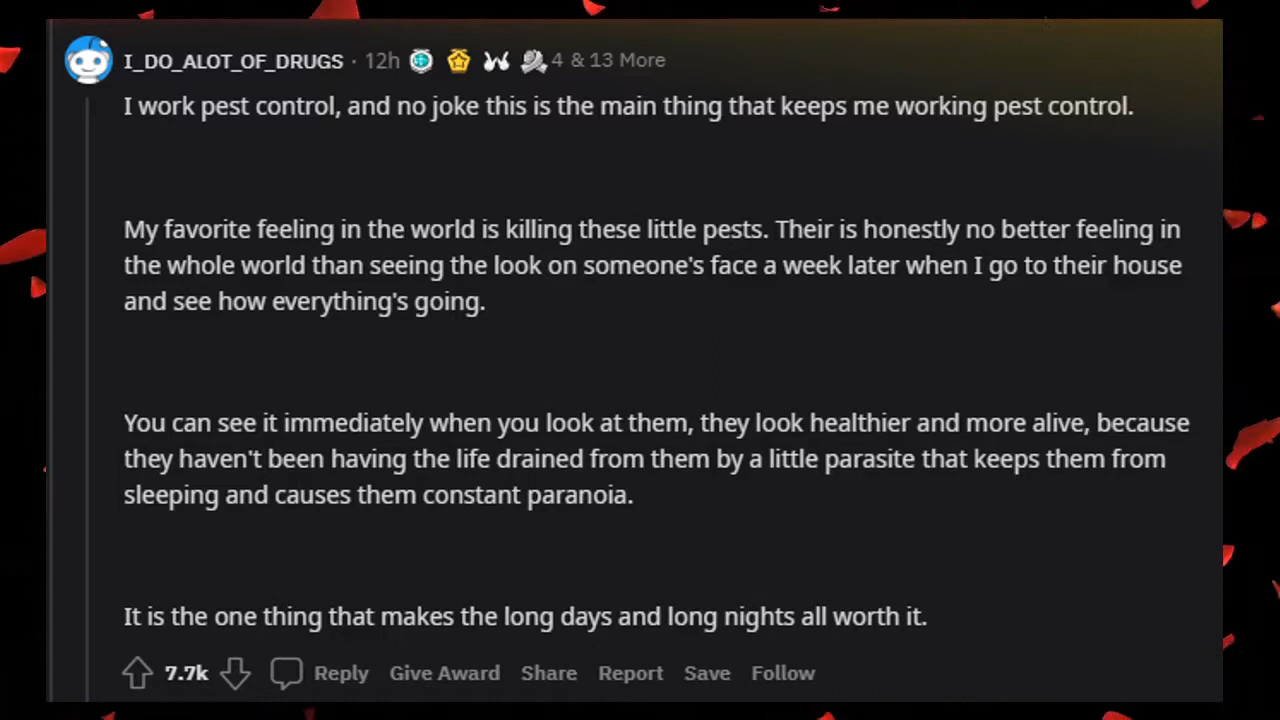 I_DO_ALOT_OF_DRUGS · 12h 4 & 13 More
I work pest control, and no joke this is the main thing that keeps me working pest control.
My favorite feeling in the world is killing these little pests. Their is honestly no better feeling in
the whole world than seeing the look on someone's face a week later when I go to their house
and see how everything's going.
You can see it immediately when you look at them, they look healthier and more alive, because
they haven't been having the life drained from them by a little parasite that keeps them from
sleeping and causes them constant paranoia.
It is the one thing that makes the long days and long nights all worth it.
7.7k Reply Give Award Share Report Save Follow